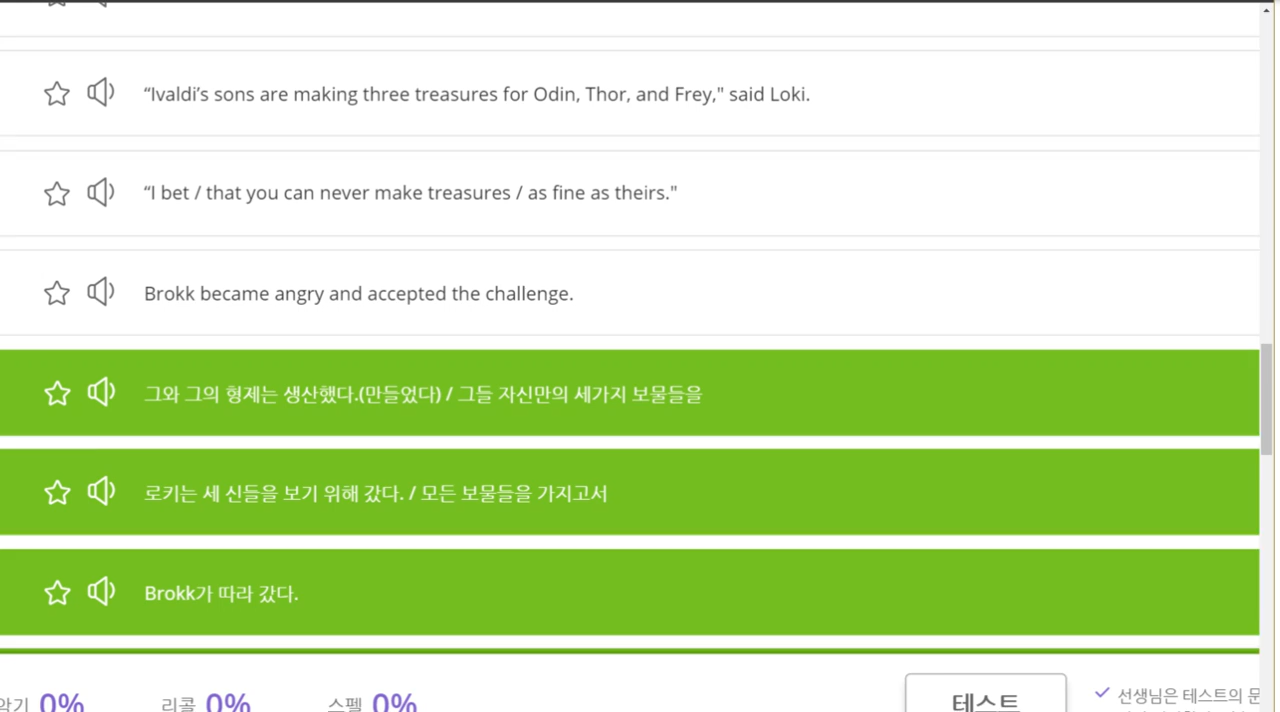 “Ivaldi’s sons are making three treasures for Odin, Thor, and Frey," said Loki.
“I bet / that you can never make treasures / as fine as theirs."
Brokk became angry and accepted the challenge.
그와 그의 형제는 생산했다.(만들었다) / 그들 자신만의 세가지 보물들을
로키는 세 신들을 보기 위해 갔다. / 모든 보물들을 가지고서
Brokk가 따라 갔다.
암기 0% 리콜 0% 스펠 0%
테스트
선생님은 테스트의 문